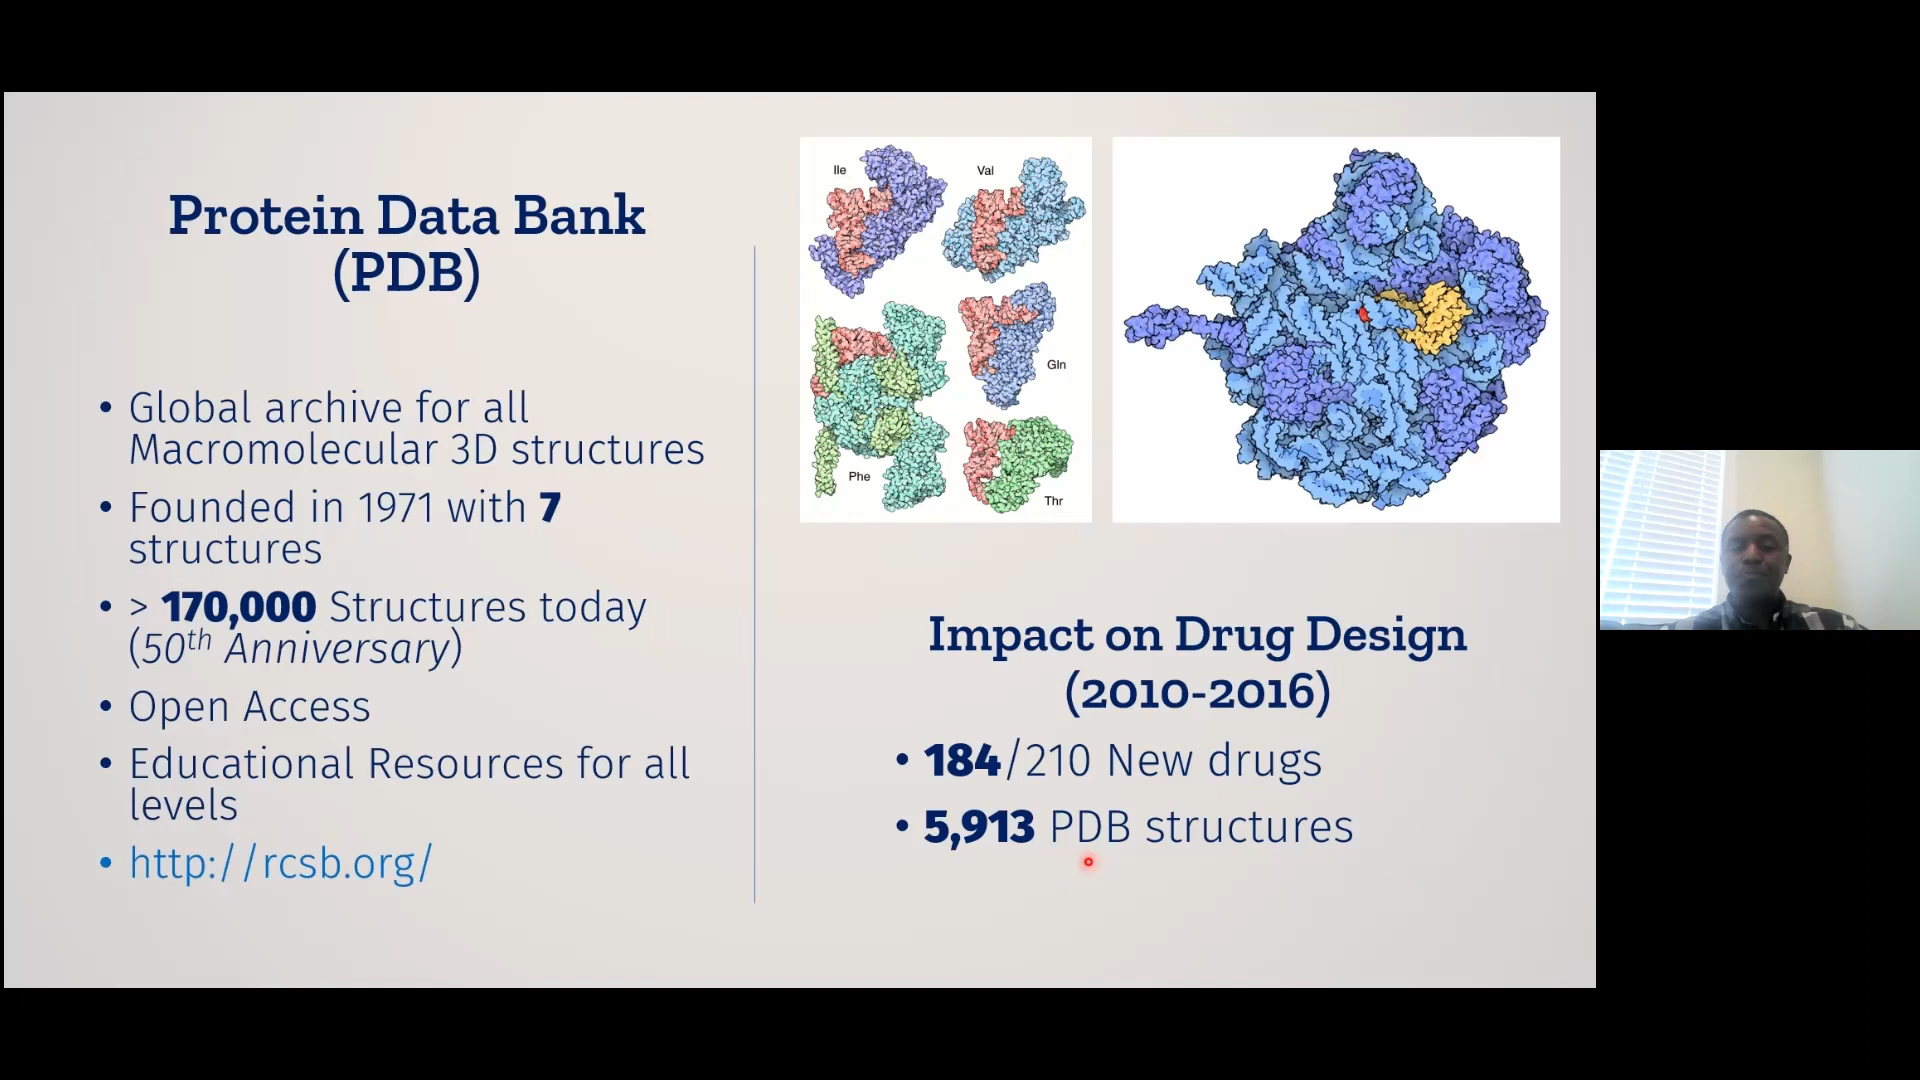 Protein Data Bank
(PDB)
• Global archive for all
Macromolecular 3D structures
• Founded in 1971 with 7
structures
• > 170,000 Structures today
(50th Anniversary)
• Open Access
• Educational Resources for all
levels
• http://rcsb.org/
Ile
Val
Gln
Phe
Thr
Impact on Drug Design
(2010-2016)
• 184/210 New drugs
• 5,913 PDB structures